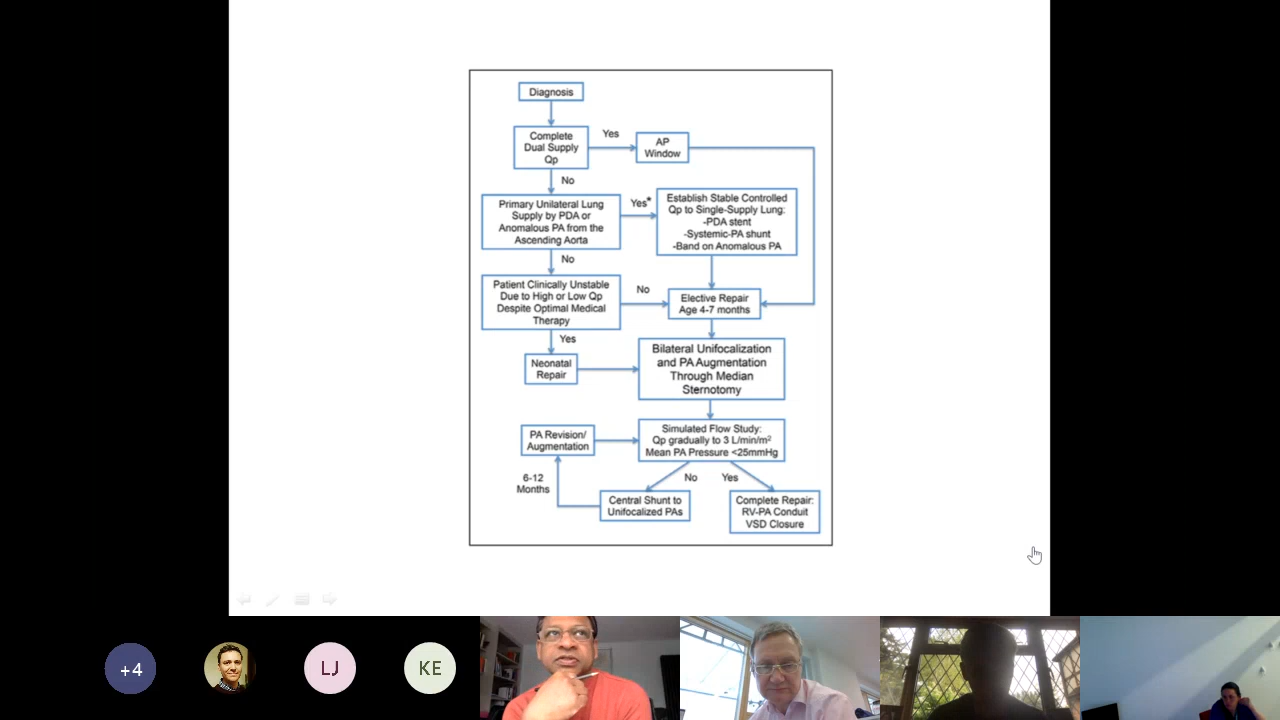 Diagnosis
Complete
Dual Supply
Qp
Yes
AP
Window
No
Primary Unilateral Lung
Supply by PDA or
Anomalous PA from the
Ascending Aorta
Yes*
Establish Stable Controlled
Qp to Single-Supply Lung:
-PDA stent
-Systemic-PA shunt
-Band on Anomalous PA
No
Patient Clinically Unstable
Due to High or Low Qp
Despite Optimal Medical
Therapy
No
Elective Repair
Age 4-7 months
Yes
Neonatal
Repair
Bilateral Unifocalization
and PA Augmentation
Through Median
Sternotomy
PA Revision/
Augmentation
Simulated Flow Study:
Qp gradually to 3 L/min/m²
Mean PA Pressure <25mmHg
6-12
Months
No
Yes
Central Shunt to
Unifocalized PAs
Complete Repair:
RV-PA Conduit
VSD Closure
+4
LJ
KE